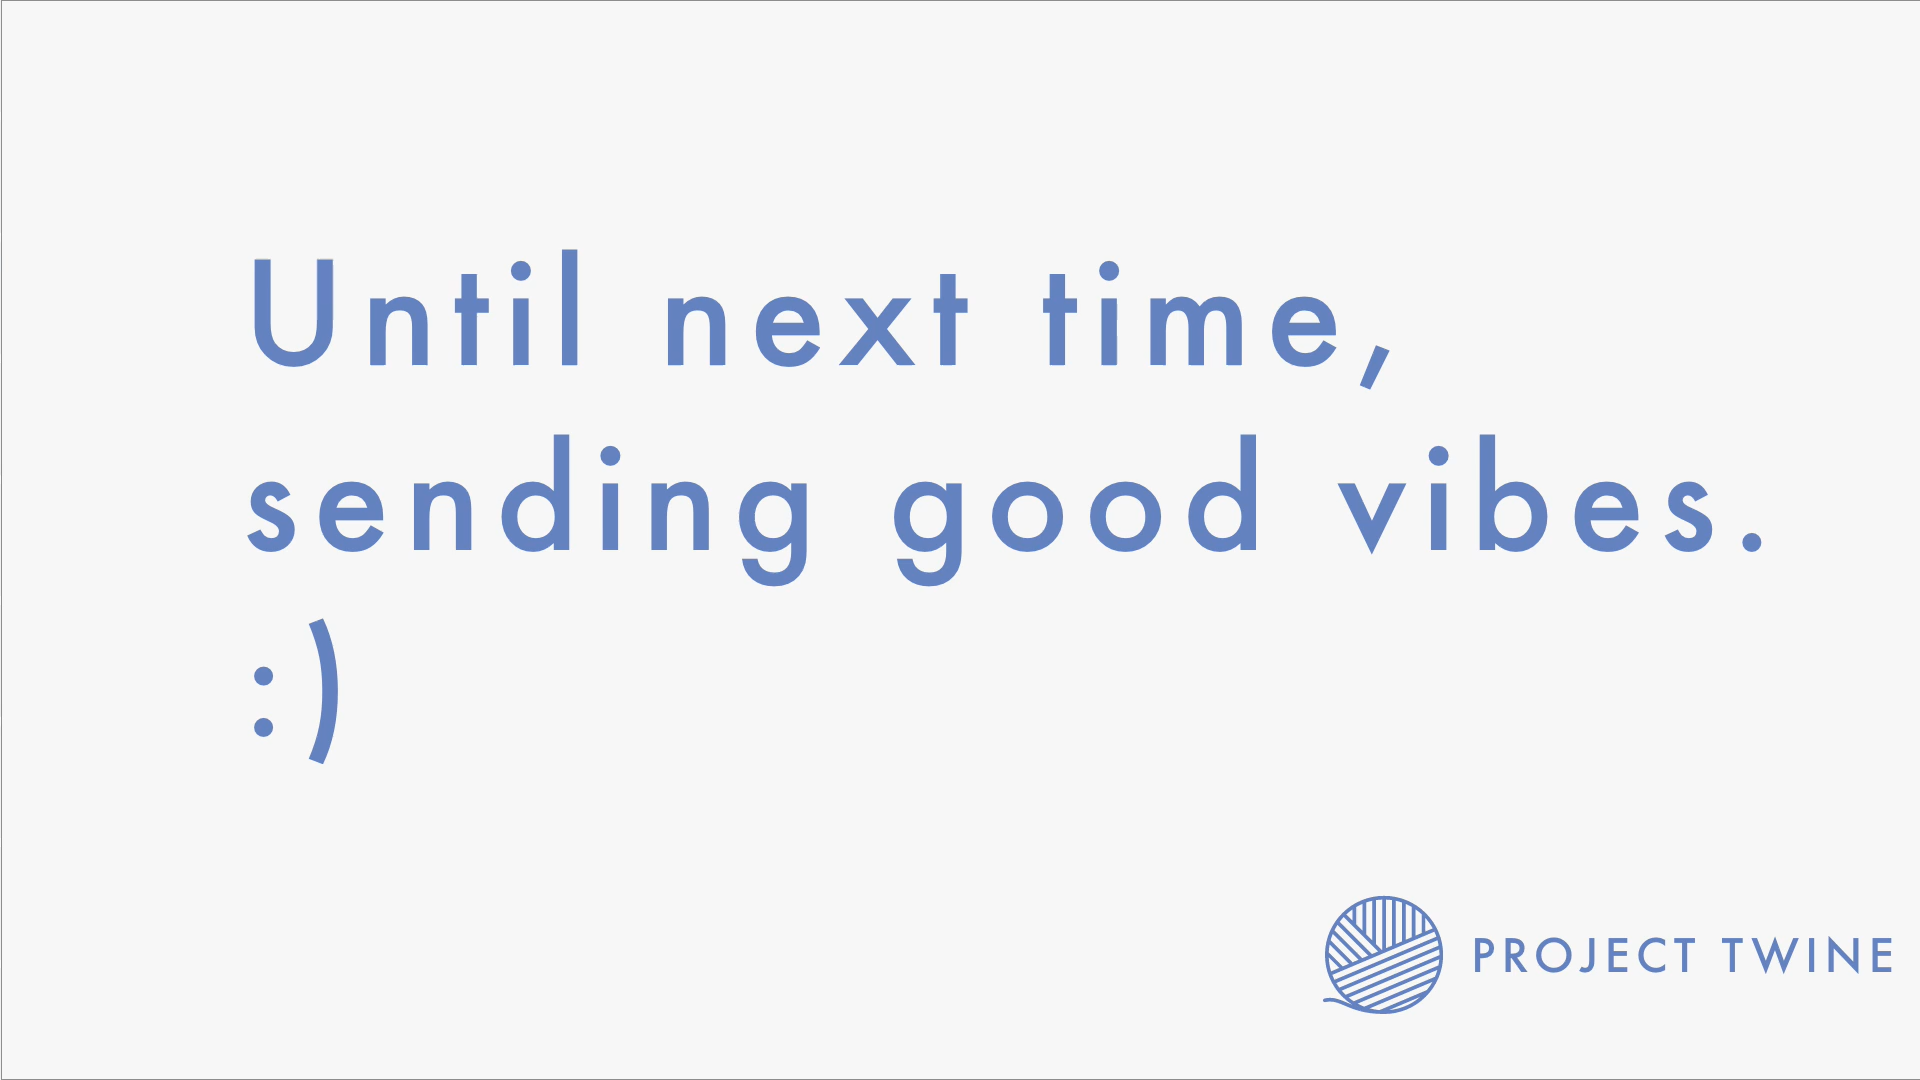 Until next time,
sending good vibes.
:)
PROJECT TWINE